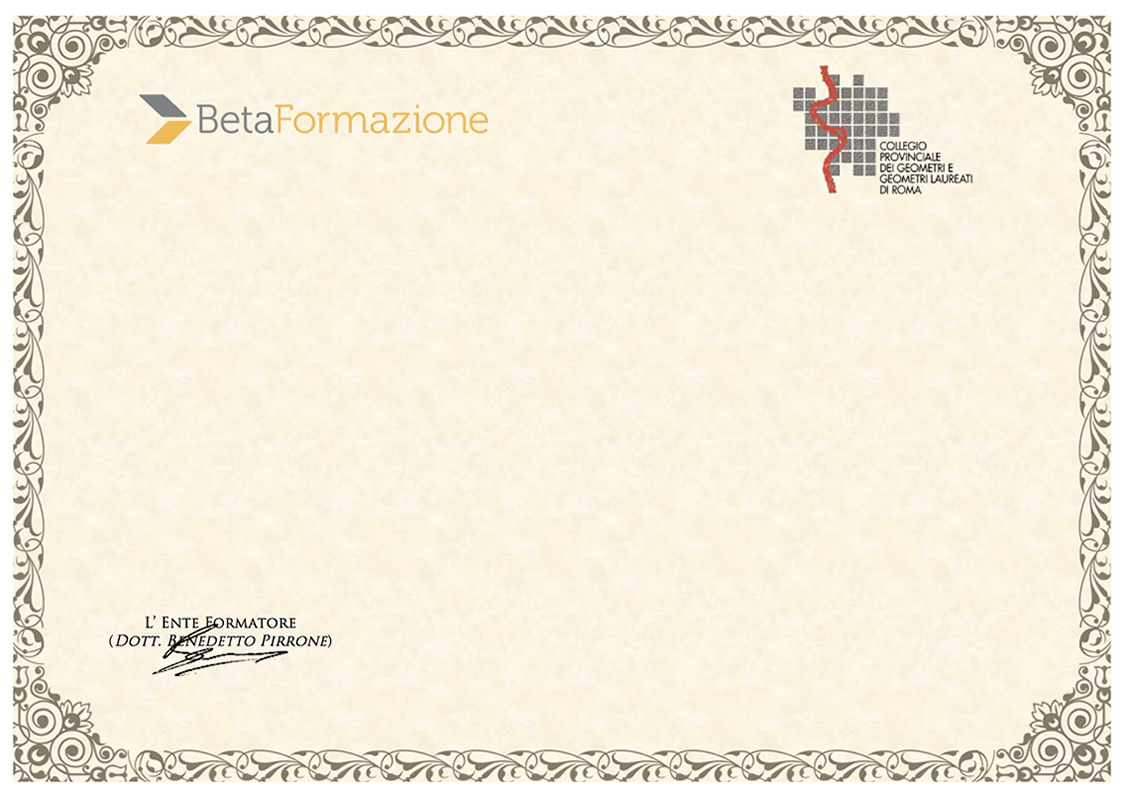 BetaFormazione
COLLEGIO
PROVINCIALE
DEI GEOMETRI E
GEOMETRI LAUREATI
DI ROMA
L' ENTE FORMATORE
(DOTT. BENEDETTO PIRRONE)